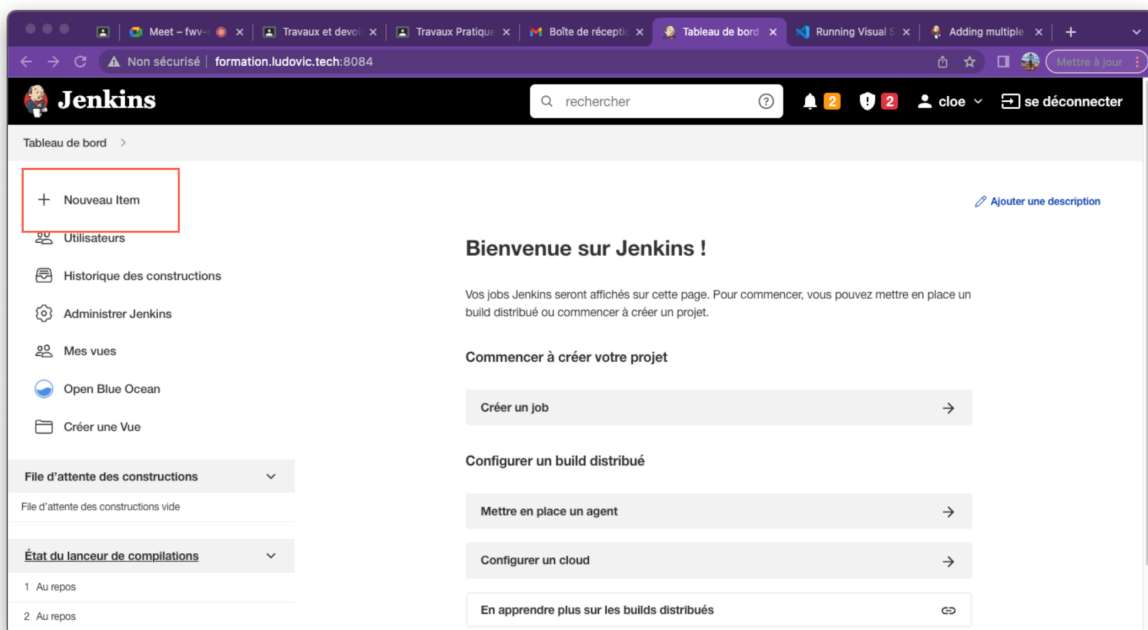 Meet – fwv-
Travaux et devoi
Travaux Pratique
Boîte de réceptio
Tableau de bord
Running Visual S
Adding multiple
Non sécurisé | formation.ludovic.tech:8084
Mettre à jour
Jenkins
rechercher
2
2
cloe
se déconnecter
Tableau de bord
Nouveau Item
Utilisateurs
Historique des constructions
Administrer Jenkins
Mes vues
Open Blue Ocean
Créer une Vue
File d'attente des constructions
File d'attente des constructions vide
État du lanceur de compilations
1 Au repos
2 Au repos
Ajouter une description
Bienvenue sur Jenkins !
Vos jobs Jenkins seront affichés sur cette page. Pour commencer, vous pouvez mettre en place un
build distribué ou commencer à créer un projet.
Commencer à créer votre projet
Créer un job
Configurer un build distribué
Mettre en place un agent
Configurer un cloud
En apprendre plus sur les builds distribués